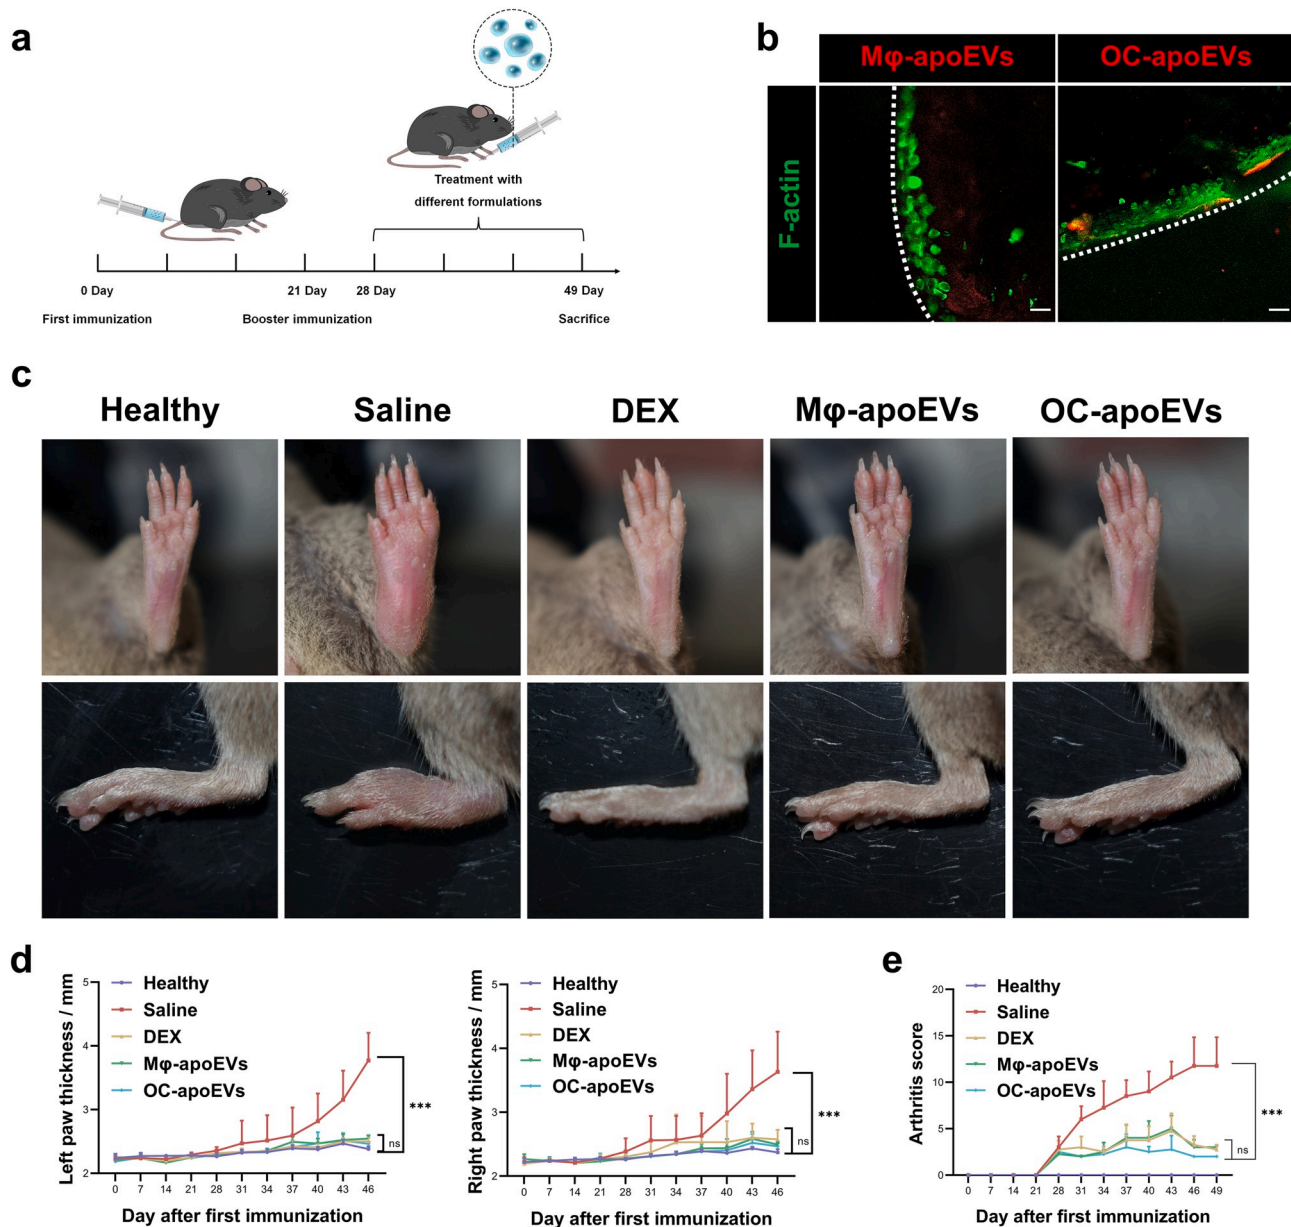 a
Treatment with
different formulations
0 Day
21 Day
28 Day
49 Day
First immunization
Booster immunization
Sacrifice
b
Mφ-apoEVs
OC-apoEVs
F-actin
c
Healthy
Saline
DEX
Mφ-apoEVs
OC-apoEVs
d
Left paw thickness / mm
5
4
3
2
Healthy
Saline
DEX
Mφ-apoEVs
OC-apoEVs
***
ns
0 7 14 21 28 31 34 37 40 43 46
Day after first immunization
Right paw thickness / mm
5
4
3
2
Healthy
Saline
DEX
Mφ-apoEVs
OC-apoEVs
***
ns
0 7 14 21 28 31 34 37 40 43 46
Day after first immunization
e
Arthritis score
20
15
10
5
0
Healthy
Saline
DEX
Mφ-apoEVs
OC-apoEVs
***
ns
0 7 14 21 28 31 34 37 40 43 46 49
Day after first immunization